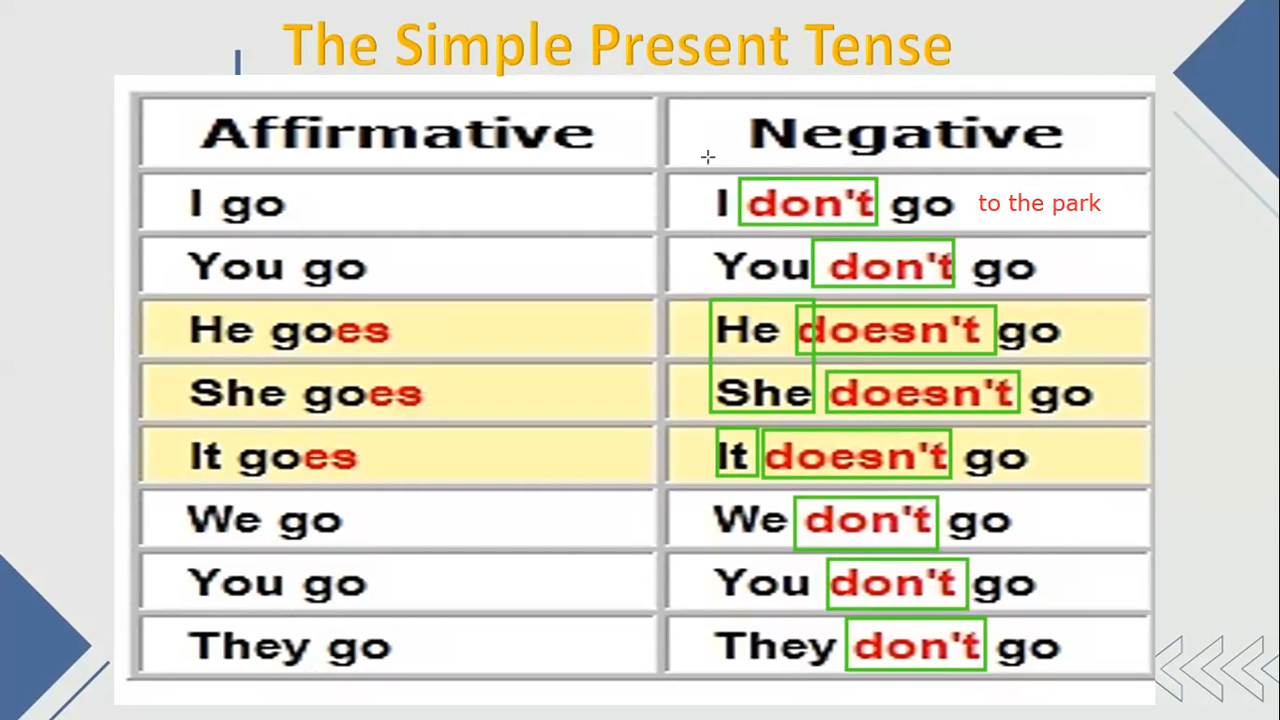 The Simple Present Tense
Affirmative Negative
I go I don't go to the park
You go You don't go
He goes He doesn't go
She goes She doesn't go
It goes It doesn't go
We go We don't go
You go You don't go
They go They don't go